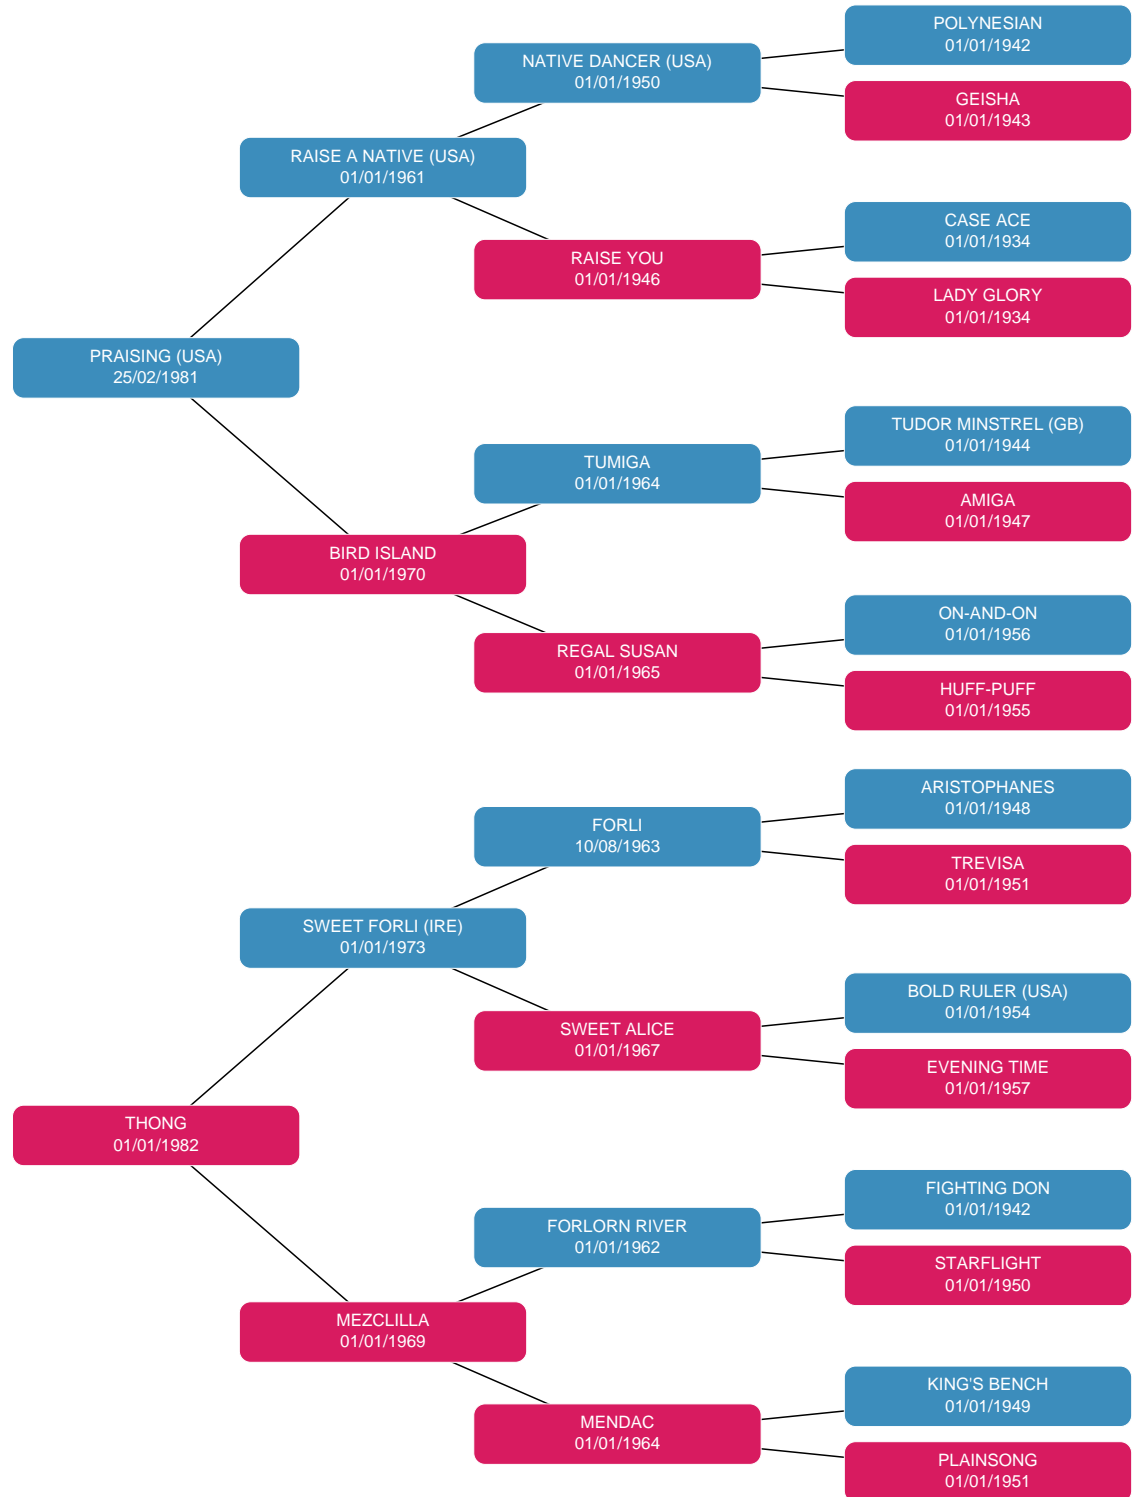 POLYNESIAN
01/01/1942
NATIVE DANCER (USA)
01/01/1950
GEISHA
01/01/1943
RAISE A NATIVE (USA)
01/01/1961
CASE ACE
01/01/1934
RAISE YOU
01/01/1946
LADY GLORY
01/01/1934
PRAISING (USA)
25/02/1981
TUDOR MINSTREL (GB)
01/01/1944
TUMIGA
01/01/1964
AMIGA
01/01/1947
BIRD ISLAND
01/01/1970
ON-AND-ON
01/01/1956
REGAL SUSAN
01/01/1965
HUFF-PUFF
01/01/1955
ARISTOPHANES
01/01/1948
FORLI
10/08/1963
TREVISA
01/01/1951
SWEET FORLI (IRE)
01/01/1973
BOLD RULER (USA)
01/01/1954
SWEET ALICE
01/01/1967
EVENING TIME
01/01/1957
THONG
01/01/1982
FIGHTING DON
01/01/1942
FORLORN RIVER
01/01/1962
STARFLIGHT
01/01/1950
MEZCLILLA
01/01/1969
KING'S BENCH
01/01/1949
MENDAC
01/01/1964
PLAINSONG
01/01/1951